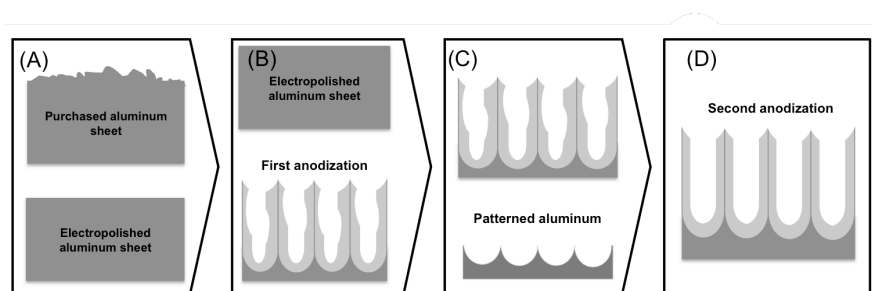 (A)
Purchased aluminum
sheet
Electropolished
aluminum sheet
(B)
Electropolished
aluminum sheet
First anodization
(C)
Patterned aluminum
(D)
Second anodization